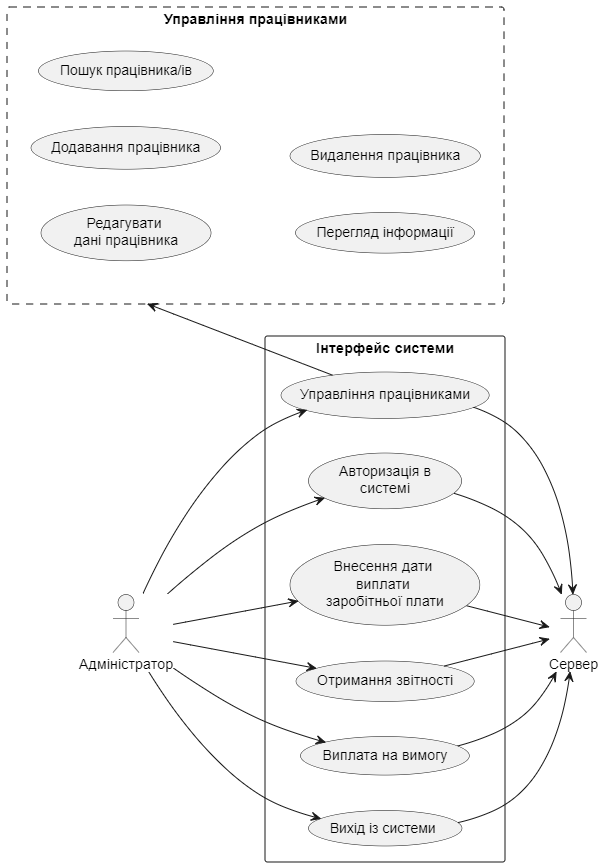 Управління працівниками
Пошук працівника/ів
Додавання працівника
Видалення працівника
Редагувати
дані працівника
Перегляд інформації
Інтерфейс системи
Управління працівниками
Авторизація в
системі
Внесення дати
виплати
заробітньої плати
Адміністратор
Сервер
Отримання звітності
Виплата на вимогу
Вихід із системи